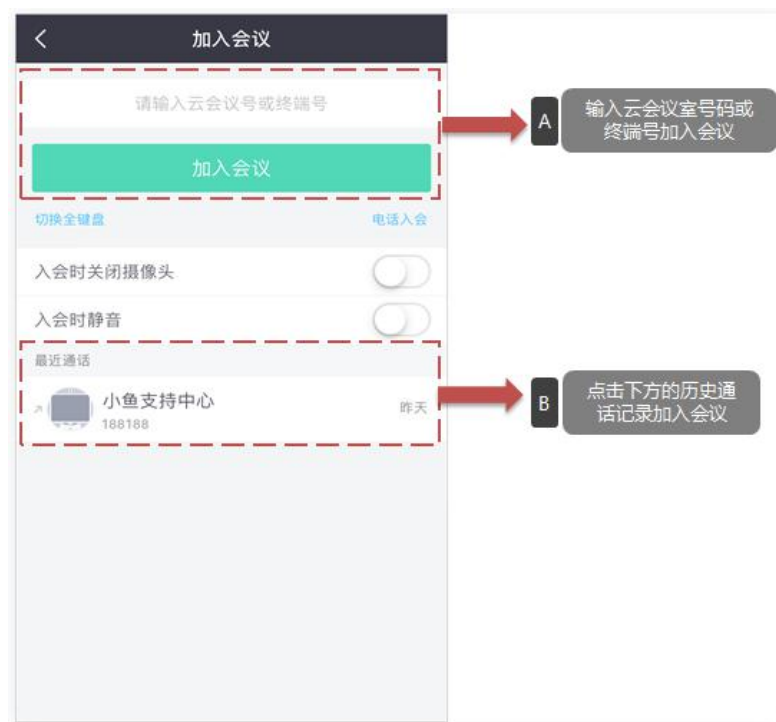 加入会议
请输入云会议号或终端号
加入会议
切换全键盘
电话入会
入会时关闭摄像头
入会时静音
最近通话
小鱼支持中心
188188
昨天
A
输入云会议室号码或
终端号加入会议
B
点击下方的历史通
话记录加入会议